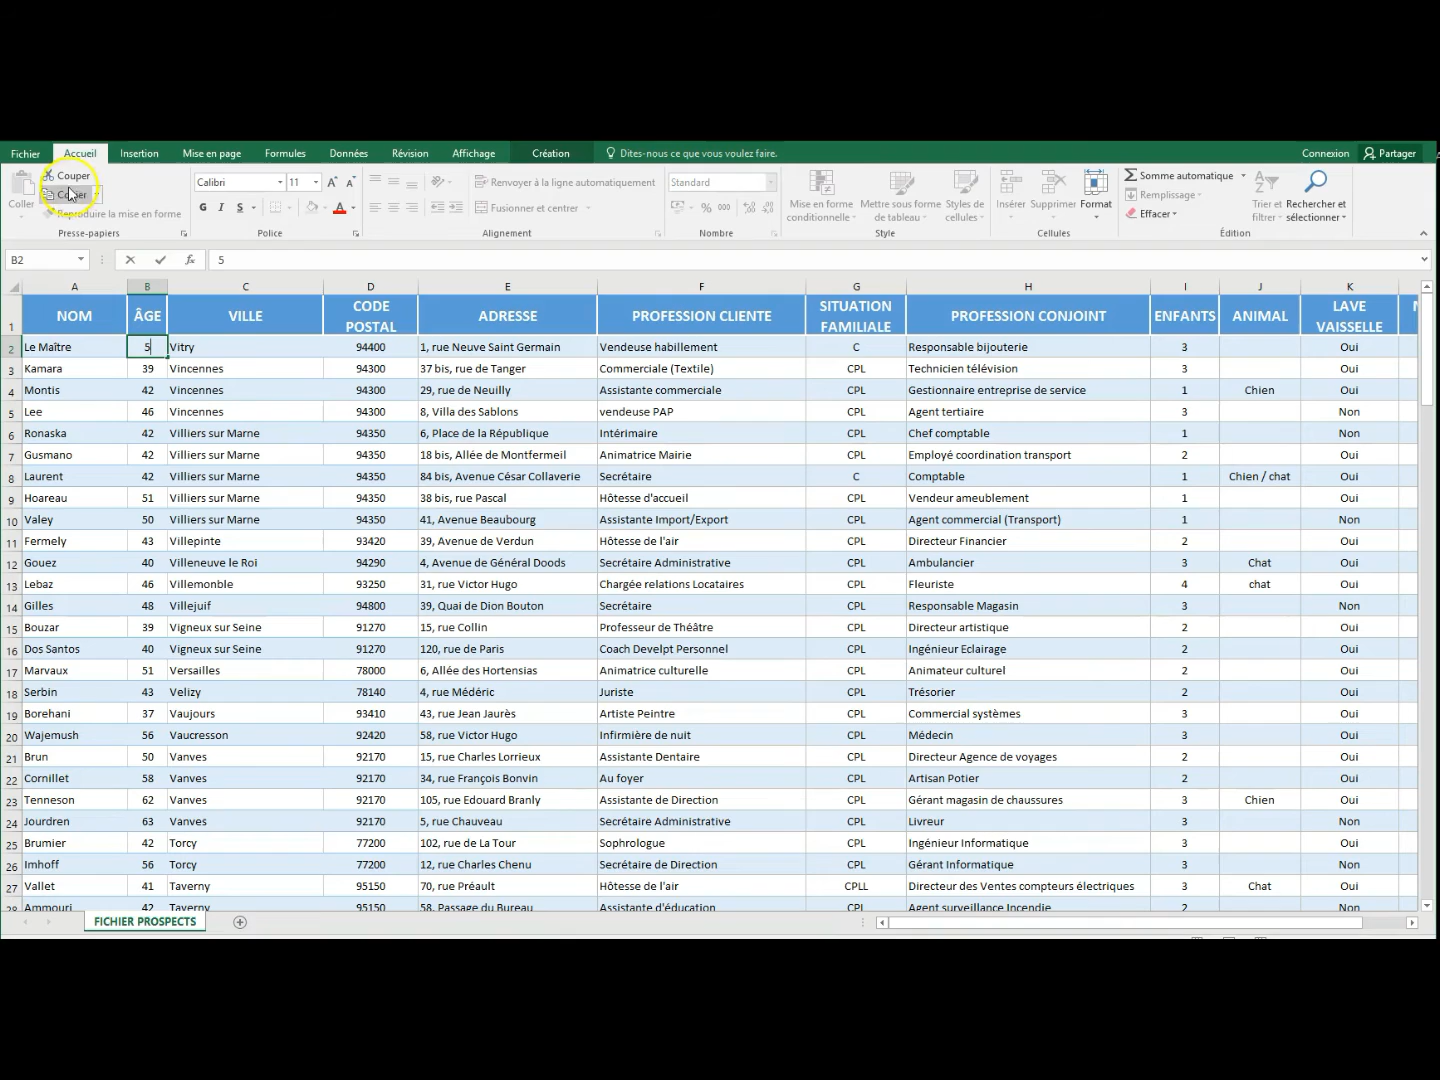 Fichier Accueil Insertion Mise en page Formules Données Révision Affichage Création Dites-nous ce que vous voulez faire. Connexion Partager
Couper
Copier
Reproduire la mise en forme
Coller
Presse-papiers
Calibri 11
G I S
Police
Renvoyer à la ligne automatiquement
Fusionner et centrer
Alignement
Standard
% 000
Nombre
Mise en forme conditionnelle
Mettre sous forme de tableau
Styles de cellules
Style
Insérer Supprimer Format
Cellules
Somme automatique
Remplissage
Effacer
Trier et filtrer
Rechercher et sélectionner
Édition
B2 fx 5
A B C D E F G H I J K
1 NOM ÂGE VILLE CODE POSTAL ADRESSE PROFESSION CLIENTE SITUATION FAMILIALE PROFESSION CONJOINT ENFANTS ANIMAL LAVE VAISSELLE
2 Le Maître 5 Vitry 94400 1, rue Neuve Saint Germain Vendeuse habillement C Responsable bijouterie 3 Oui
3 Kamara 39 Vincennes 94300 37 bis, rue de Tanger Commerciale (Textile) CPL Technicien télévision 3 Oui
4 Montis 42 Vincennes 94300 29, rue de Neuilly Assistante commerciale CPL Gestionnaire entreprise de service 1 Chien Oui
5 Lee 46 Vincennes 94300 8, Villa des Sablons vendeuse PAP CPL Agent tertiaire 3 Non
6 Ronaska 42 Villiers sur Marne 94350 6, Place de la République Intérimaire CPL Chef comptable 1 Non
7 Gusmano 42 Villiers sur Marne 94350 18 bis, Allée de Montfermeil Animatrice Mairie CPL Employé coordination transport 2 Oui
8 Laurent 42 Villiers sur Marne 94350 84 bis, Avenue César Collaverie Secrétaire C Comptable 1 Chien / chat Oui
9 Hoareau 51 Villiers sur Marne 94350 38 bis, rue Pascal Hôtesse d'accueil CPL Vendeur ameublement 1 Oui
10 Valey 50 Villiers sur Marne 94350 41, Avenue Beaubourg Assistante Import/Export CPL Agent commercial (Transport) 1 Non
11 Fermely 43 Villepinte 93420 39, Avenue de Verdun Hôtesse de l'air CPL Directeur Financier 2 Oui
12 Gouez 40 Villeneuve le Roi 94290 4, Avenue de Général Doods Secrétaire Administrative CPL Ambulancier 3 Chat Oui
13 Lebaz 46 Villemonble 93250 31, rue Victor Hugo Chargée relations Locataires CPL Fleuriste 4 chat Oui
14 Gilles 48 Villejuif 94800 39, Quai de Dion Bouton Secrétaire CPL Responsable Magasin 3 Non
15 Bouzar 39 Vigneux sur Seine 91270 15, rue Collin Professeur de Théâtre CPL Directeur artistique 2 Oui
16 Dos Santos 40 Vigneux sur Seine 91270 120, rue de Paris Coach Develpt Personnel CPL Ingénieur Eclairage 2 Oui
17 Marvaux 51 Versailles 78000 6, Allée des Hortensias Animatrice culturelle CPL Animateur culturel 2 Oui
18 Serbin 43 Velizy 78140 4, rue Médéric Juriste CPL Trésorier 2 Oui
19 Borehani 37 Vaujours 93410 43, rue Jean Jaurès Artiste Peintre CPL Commercial systèmes 3 Oui
20 Wajemush 56 Vaucresson 92420 58, rue Victor Hugo Infirmière de nuit CPL Médecin 3 Oui
21 Brun 50 Vanves 92170 15, rue Charles Lorrieux Assistante Dentaire CPL Directeur Agence de voyages 2 Oui
22 Cornillet 58 Vanves 92170 34, rue François Bonvin Au foyer CPL Artisan Potier 2 Oui
23 Tenneson 62 Vanves 92170 105, rue Edouard Branly Assistante de Direction CPL Gérant magasin de chaussures 3 Chien Oui
24 Jourdren 63 Vanves 92170 5, rue Chauveau Secrétaire Administrative CPL Livreur 3 Non
25 Brumier 42 Torcy 77200 102, rue de La Tour Sophrologue CPL Ingénieur Informatique 3 Oui
26 Imhoff 56 Torcy 77200 12, rue Charles Chenu Secrétaire de Direction CPL Gérant Informatique 3 Non
27 Vallet 41 Taverny 95150 70, rue Préault Hôtesse de l'air CPLL Directeur des Ventes compteurs électriques 3 Chat Oui
28 Ammouri 42 Taverny 95150 58, Passage du Bureau Assistante d'éducation CPL Agent surveillance Incendie 2 Non
FICHIER PROSPECTS